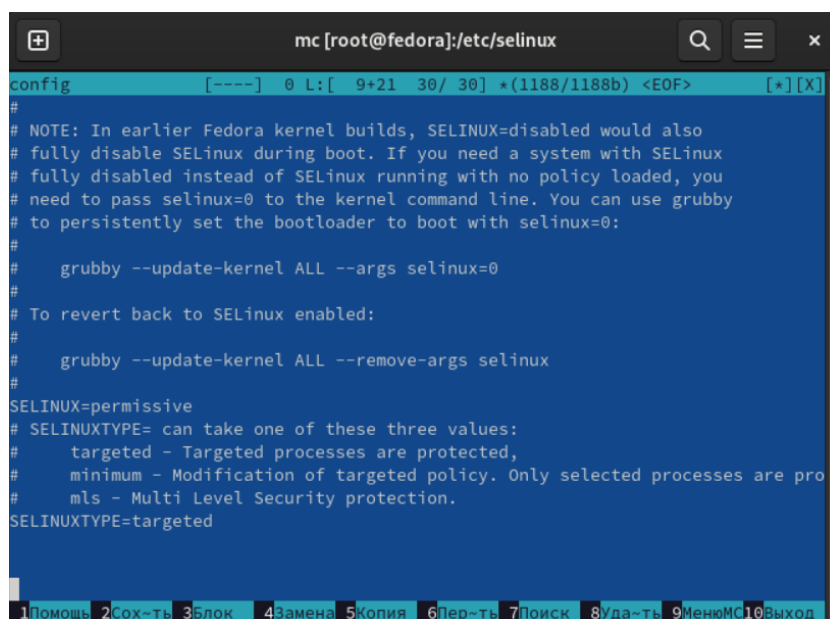 mc [root@fedora]:/etc/selinux
config [----] 0 L:[ 9+21 30/ 30] *(1188/1188b) <EOF> [*][X]
#
# NOTE: In earlier Fedora kernel builds, SELINUX=disabled would also
# fully disable SELinux during boot. If you need a system with SELinux
# fully disabled instead of SELinux running with no policy loaded, you
# need to pass selinux=0 to the kernel command line. You can use grubby
# to persistently set the bootloader to boot with selinux=0:
#
#    grubby --update-kernel ALL --args selinux=0
#
# To revert back to SELinux enabled:
#
#    grubby --update-kernel ALL --remove-args selinux
#
SELINUX=permissive
# SELINUXTYPE= can take one of these three values:
#     targeted - Targeted processes are protected,
#     minimum - Modification of targeted policy. Only selected processes are pro
#     mls - Multi Level Security protection.
SELINUXTYPE=targeted
1Помощь 2Сох~ть 3Блок 4Замена 5Копия 6Пер~ть 7Поиск 8Уда~ть 9МенюMC 10Выход